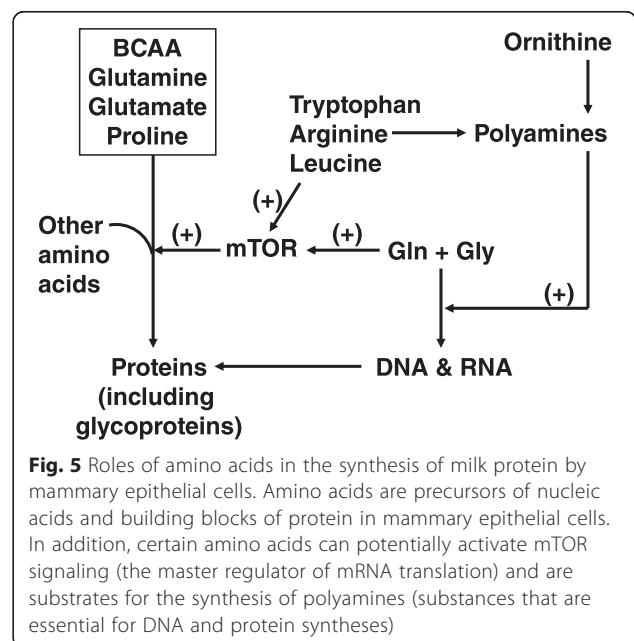 BCAA
Glutamine
Glutamate
Proline
Ornithine
Tryptophan
Arginine
Leucine
Polyamines
(+)
Other
amino
acids
(+)
mTOR
(+)
Gln + Gly
(+)
Proteins
(including
glycoproteins)
DNA & RNA
Fig. 5 Roles of amino acids in the synthesis of milk protein by
mammary epithelial cells. Amino acids are precursors of nucleic
acids and building blocks of protein in mammary epithelial cells.
In addition, certain amino acids can potentially activate mTOR
signaling (the master regulator of mRNA translation) and are
substrates for the synthesis of polyamines (substances that are
essential for DNA and protein syntheses)